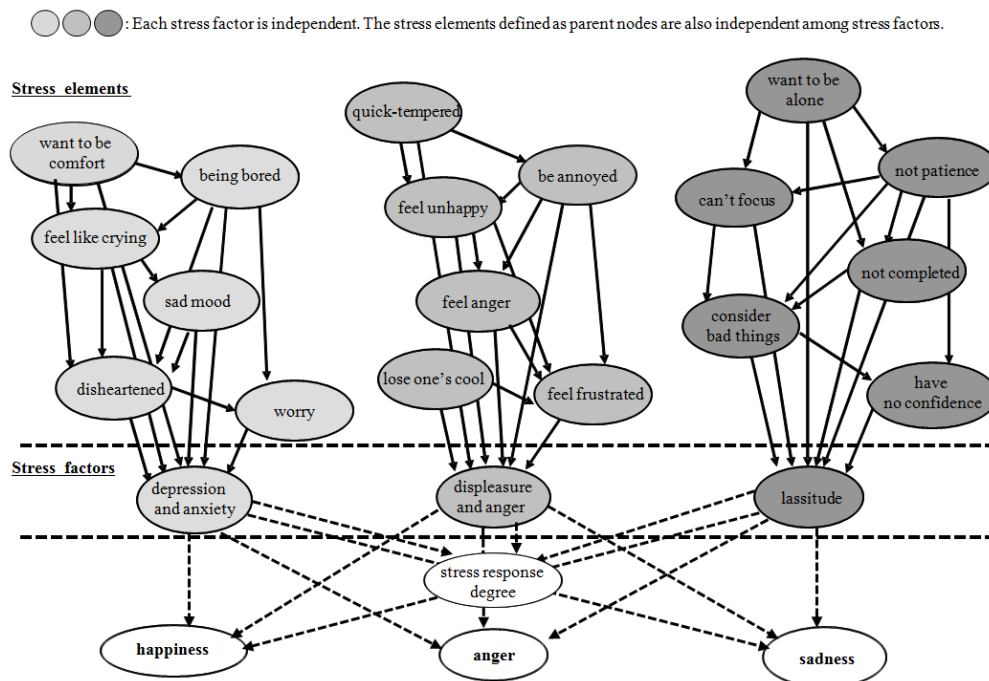 : Each stress factor is independent. The stress elements defined as parent nodes are also independent among stress factors.
Stress elements
want to be
comfort
being bored
feel like crying
sad mood
disheartened
worry
quick-tempered
be annoyed
feel unhappy
feel anger
lose one's cool
feel frustrated
want to be
alone
not patience
can't focus
not completed
consider
bad things
have
no confidence
Stress factors
depression
and anxiety
displeasure
and anger
lassitude
stress response
degree
happiness
anger
sadness